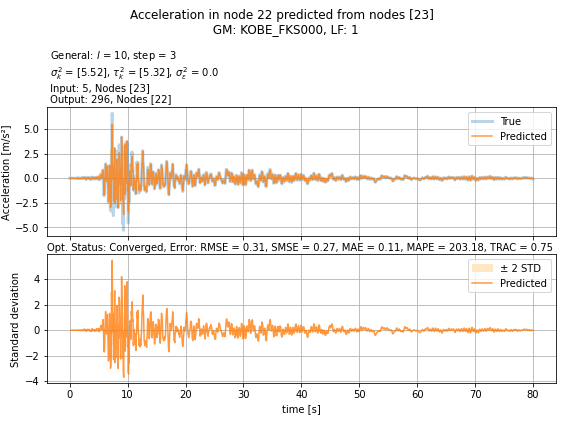 Acceleration in node 22 predicted from nodes [23]
GM: KOBE_FKS000, LF: 1
General: l = 10, step = 3
σ²ₖ = [5.52], τ²ₖ = [5.32], σ²ε = 0.0
Input: 5, Nodes [23]
Output: 296, Nodes [22]
Acceleration [m/s²]
5.0
2.5
0.0
−2.5
−5.0
True
Predicted
Opt. Status: Converged, Error: RMSE = 0.31, SMSE = 0.27, MAE = 0.11, MAPE = 203.18, TRAC = 0.75
Standard deviation
4
2
0
−2
−4
± 2 STD
Predicted
0 10 20 30 40 50 60 70 80
time [s]